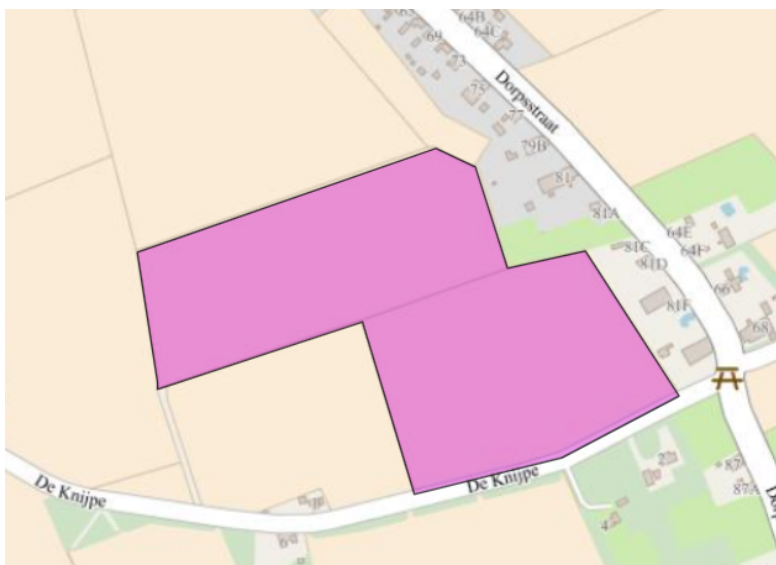 69
64B
64C
73
75
77
Dorpsstraat
79B
81
81A
64E
81C
64F
81D
66
81F
68
De Knijpe
De Knijpe
2
87
87A
4
6